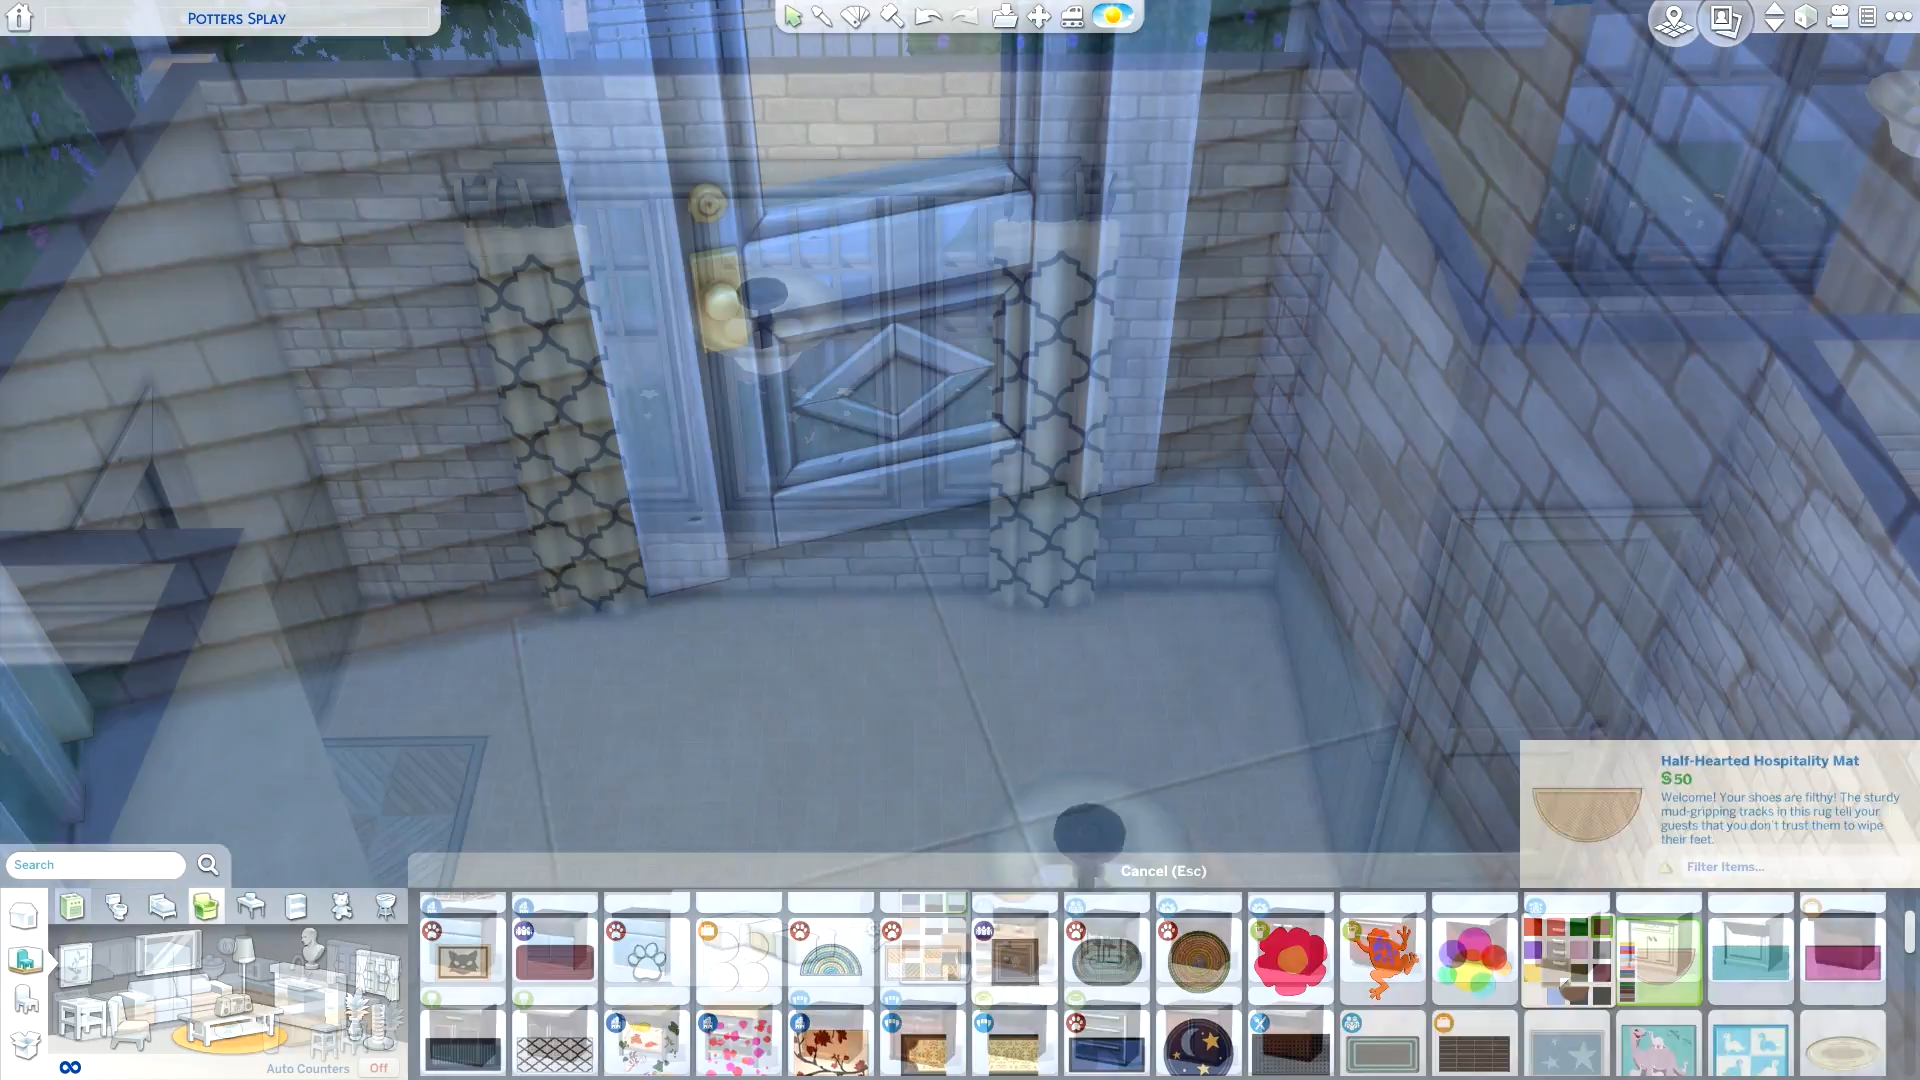 Potters Splay
Half-Hearted Hospitality Mat
§50
Welcome! Your shoes are filthy! The sturdy
mud-gripping tracks in this rug tell your
guests that you don't trust them to wipe
their feet.
Filter Items...
Search
Cancel (Esc)
Auto Counters Off